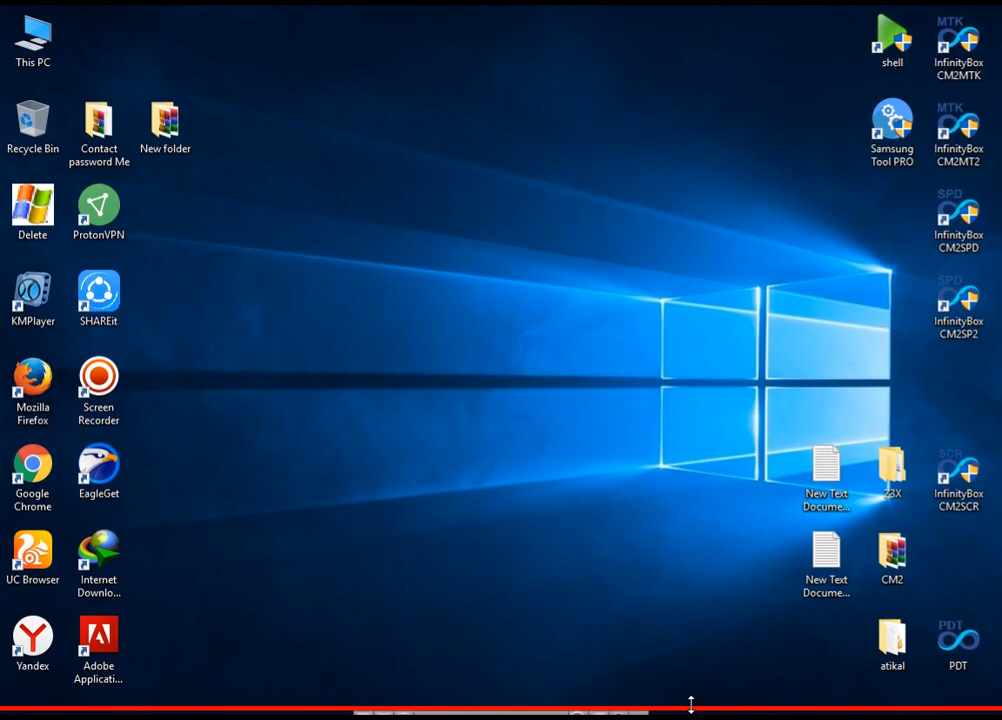 This PC
Recycle Bin
Contact
password Me
New folder
Delete
ProtonVPN
KMPlayer
SHAREit
Mozilla
Firefox
Screen
Recorder
Google
Chrome
EagleGet
UC Browser
Internet
Downlo...
Yandex
Adobe
Applicati...
shell
MTK
InfinityBox
CM2MTK
Samsung
Tool PRO
MTK
InfinityBox
CM2MT2
SPD
InfinityBox
CM2SPD
SPD
InfinityBox
CM2SP2
New Text
Docume...
Z3X
SCR
InfinityBox
CM2SCR
New Text
Docume...
CM2
atikal
PDT
PDT